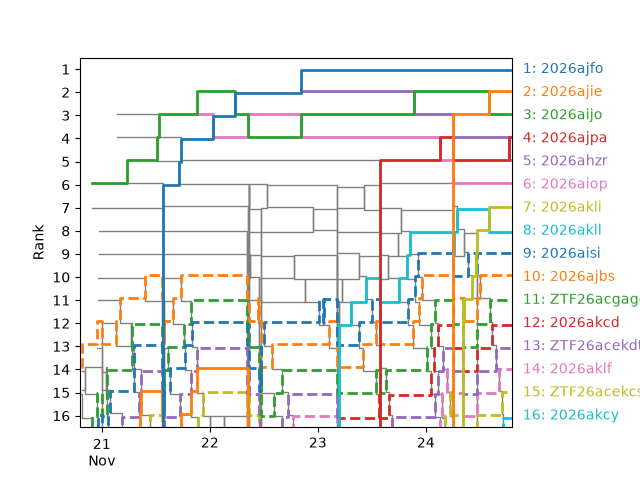 1
2
3
4
5
6
7
8
9
10
11
12
13
14
15
16
Rank
21
22
23
24
Nov
1: 2026ajfo
2: 2026ajie
3: 2026aijo
4: 2026ajpa
5: 2026ahzr
6: 2026aiop
7: 2026akli
8: 2026akll
9: 2026aisi
10: 2026ajbs
11: ZTF26acgag
12: 2026akcd
13: ZTF26acekd
14: 2026aklf
15: ZTF26acekcs
16: 2026akcy